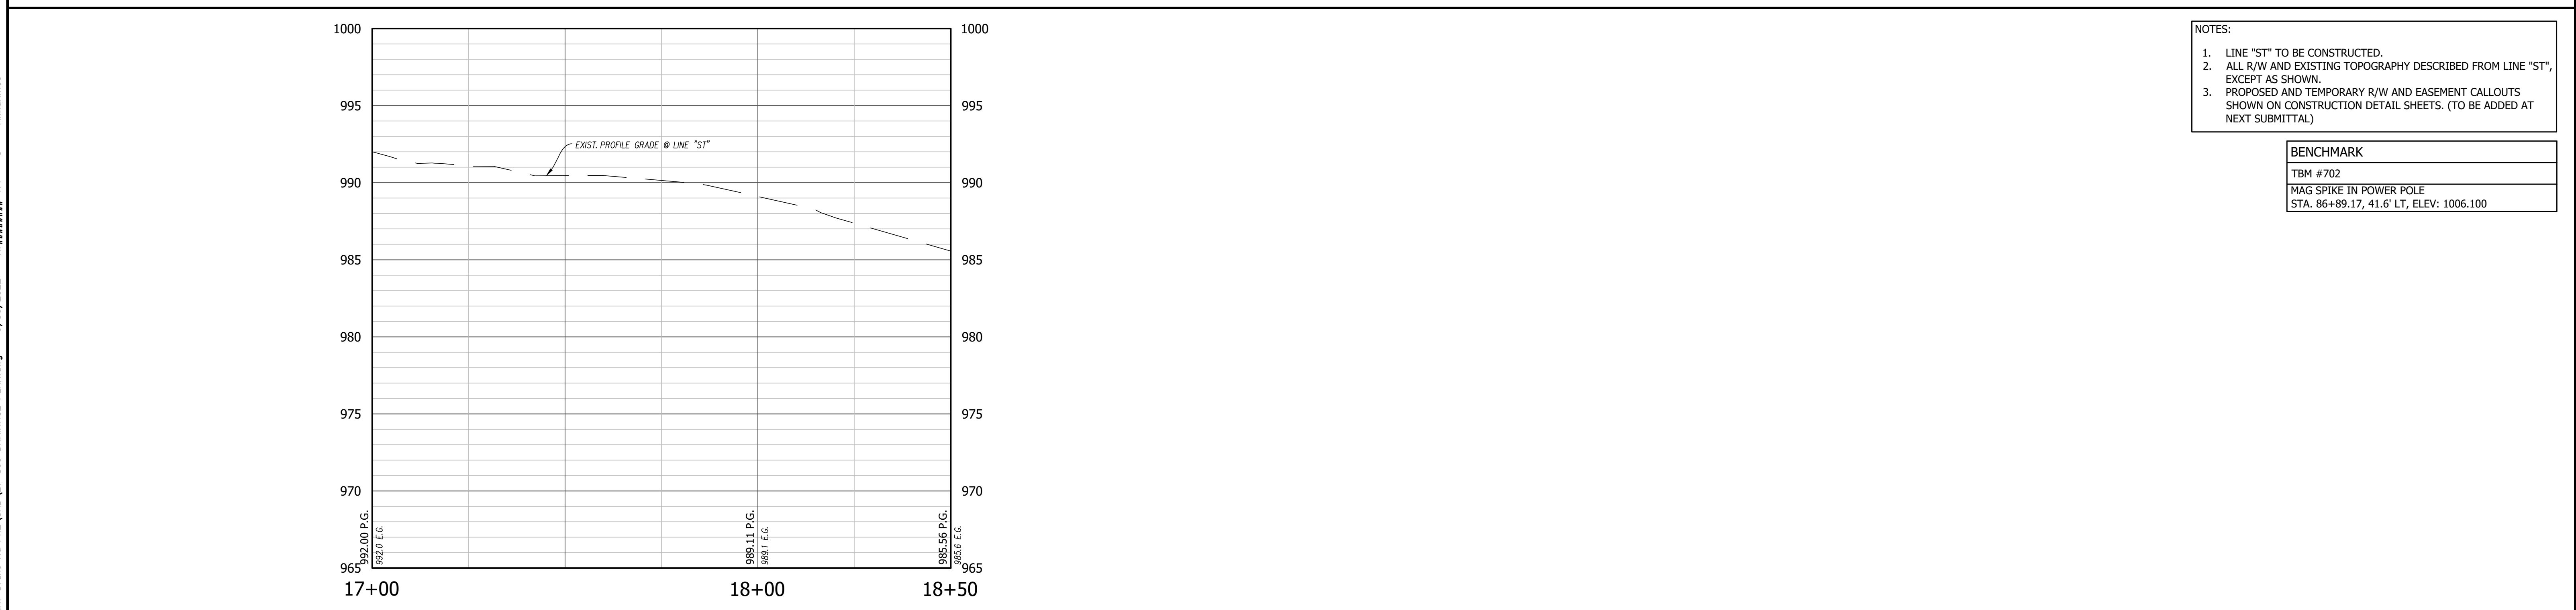 1000
1000
995
995
EXIST. PROFILE GRADE @ LINE "ST"
990
990
985
985
980
980
975
975
970
970
992.00 P.G.
992.0 E.G.
989.11 P.G.
989.1 E.G.
985.56 P.G.
985.6 E.G.
965
965
17+00
18+00
18+50
NOTES:
1. LINE "ST" TO BE CONSTRUCTED.
2. ALL R/W AND EXISTING TOPOGRAPHY DESCRIBED FROM LINE "ST",
EXCEPT AS SHOWN.
3. PROPOSED AND TEMPORARY R/W AND EASEMENT CALLOUTS
SHOWN ON CONSTRUCTION DETAIL SHEETS. (TO BE ADDED AT
NEXT SUBMITTAL)
BENCHMARK
TBM #702
MAG SPIKE IN POWER POLE
STA. 86+89.17, 41.6' LT, ELEV: 1006.100